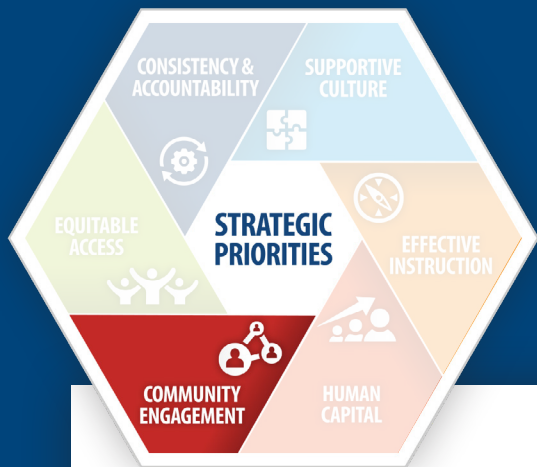 CONSISTENCY &
ACCOUNTABILITY
SUPPORTIVE
CULTURE
EQUITABLE
ACCESS
STRATEGIC
PRIORITIES
EFFECTIVE
INSTRUCTION
COMMUNITY
ENGAGEMENT
HUMAN
CAPITAL